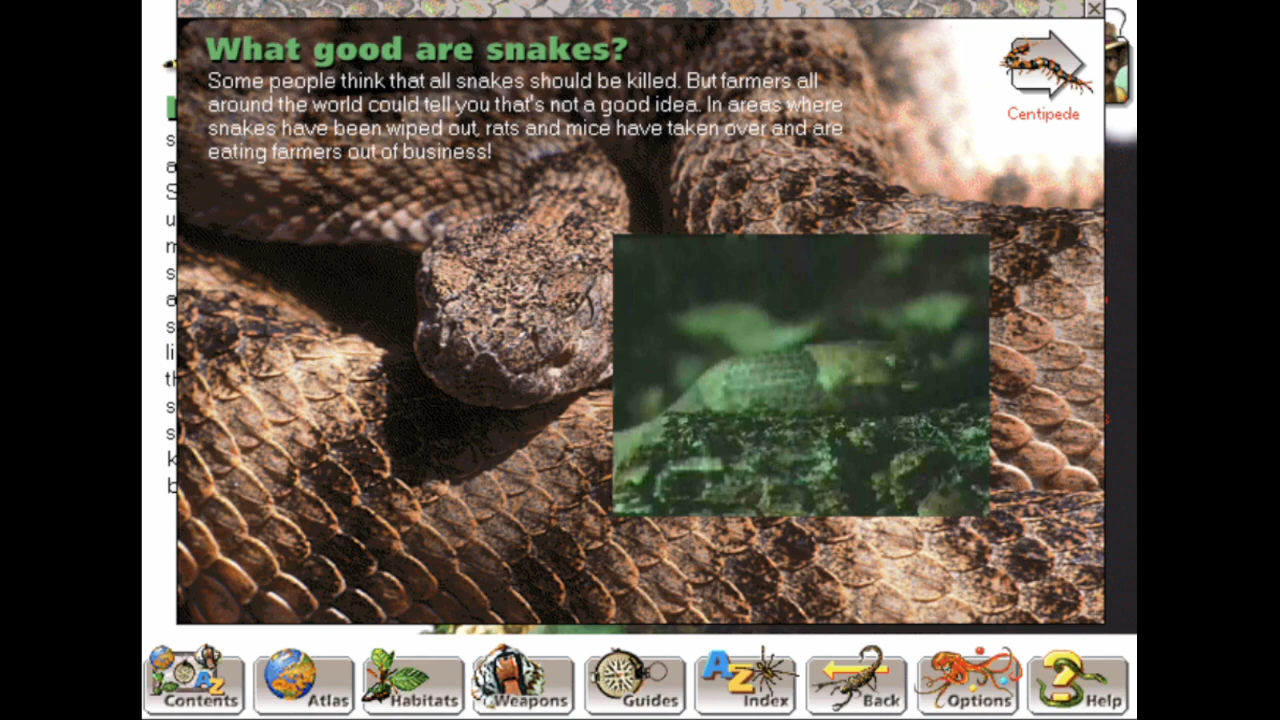 What good are snakes?
Some people think that all snakes should be killed. But farmers all
around the world could tell you that's not a good idea. In areas where
snakes have been wiped out, rats and mice have taken over and are
eating farmers out of business!
Centipede
s
a
S
u
m
s
a
s
li
th
s
s
k
b
Contents
Atlas
Habitats
Weapons
Guides
AZ
Index
Back
Options
?
Help